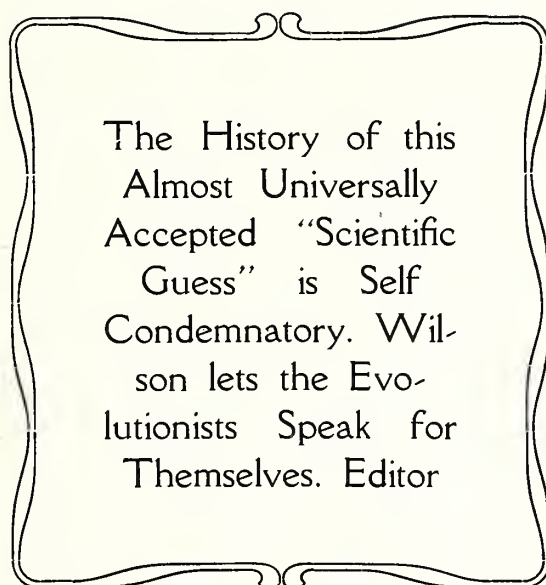 The History of this
Almost Universally
Accepted "Scientific
Guess" is Self
Condemnatory. Wil-
son lets the Evo-
lutionists Speak for
Themselves. Editor